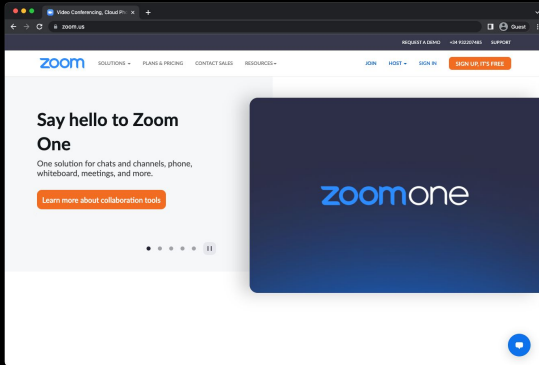 Video Conferencing, Cloud Ph
zoom.us
Guest
REQUEST A DEMO +34 932207485 SUPPORT
zoom SOLUTIONS PLANS & PRICING CONTACT SALES RESOURCES JOIN HOST SIGN IN SIGN UP, IT'S FREE
Say hello to Zoom
One
One solution for chats and channels, phone,
whiteboard, meetings, and more.
Learn more about collaboration tools
zoomone